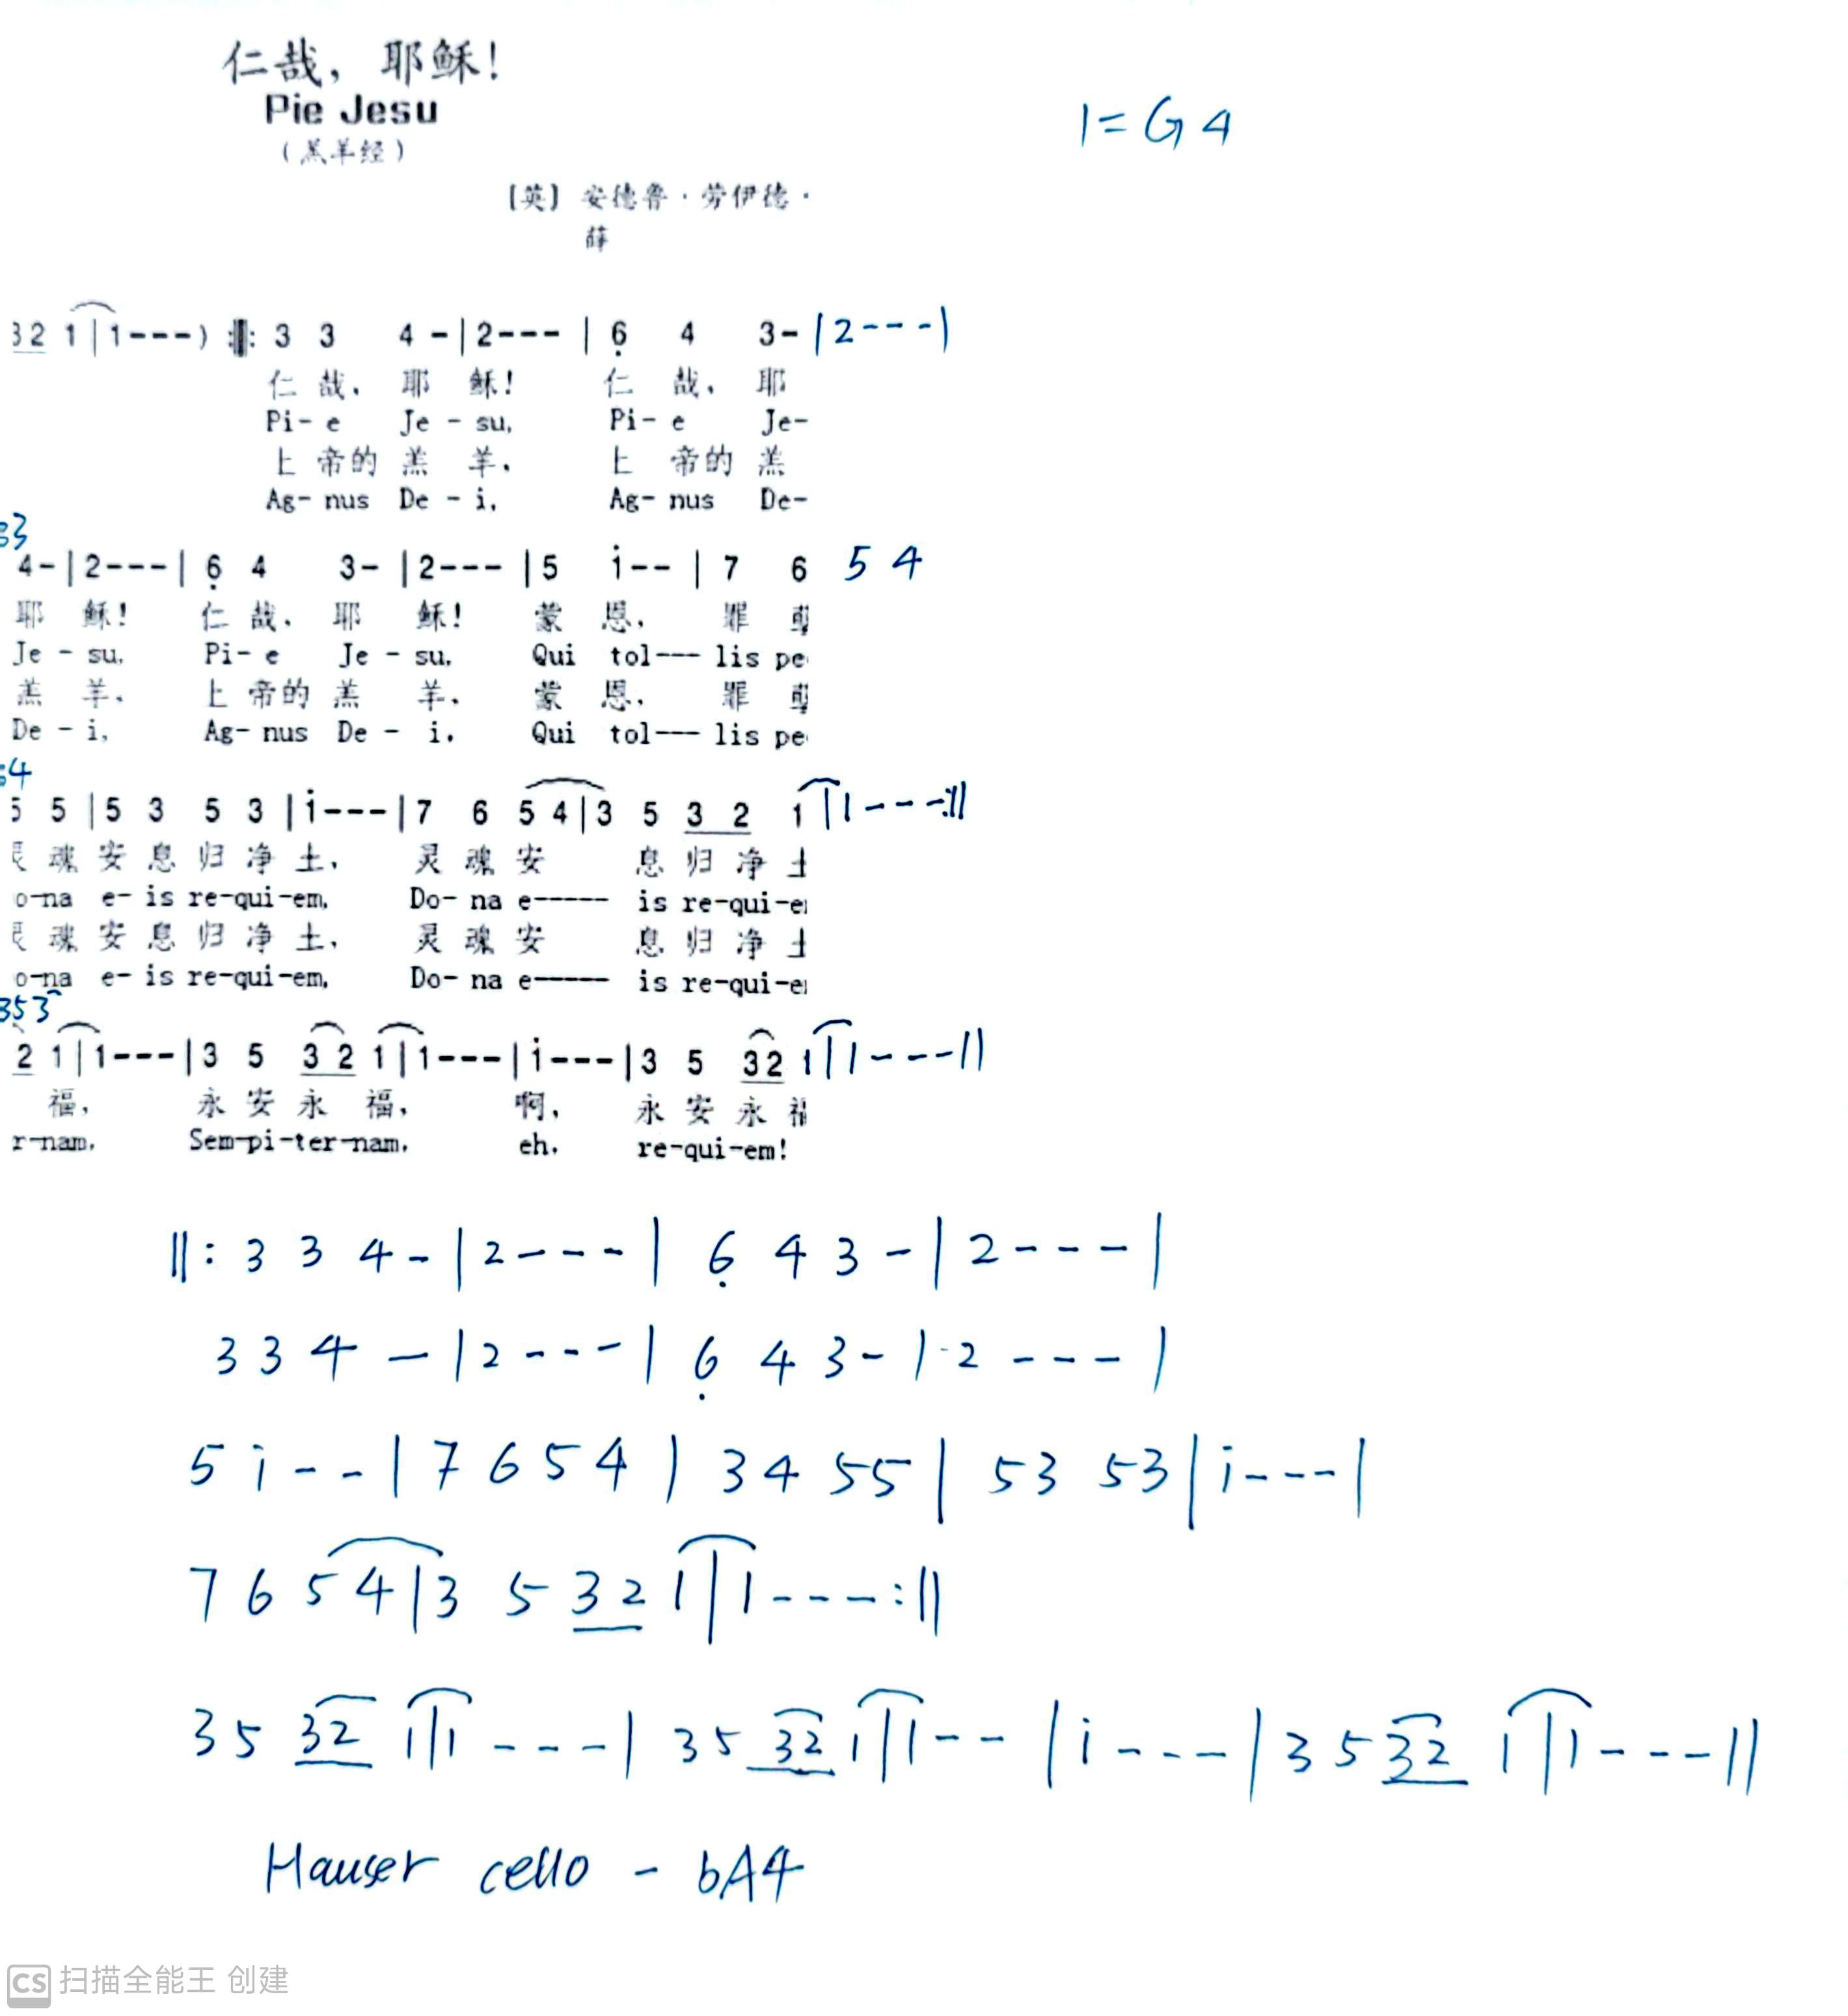 仁哉，耶稣！
Pie Jesu
1=G4
（羔羊经）
［英］安德鲁·劳伊德·
薛
32 1|1---) :‖: 3 3 4 -|2---|6̣ 4 3-|2---|
仁 哉， 耶 稣！ 仁 哉， 耶
Pi- e Je - su, Pi- e Je-
上 帝的 羔 羊， 上 帝的 羔
Ag- nus De - i, Ag- nus De-
33
4-|2---|6̣ 4 3-|2---|5 i̇--|7 6 5 4
耶 稣！ 仁 哉， 耶 稣！ 蒙 恩， 罪
Je - su, Pi- e Je - su, Qui tol--- lis pe
羔 羊， 上 帝的 羔 羊， 蒙 恩， 罪
De - i, Ag- nus De - i. Qui tol--- lis pe
4
5 5|5 3 5 3|i̇---|7 6 5 4|3 5 3 2 1|1---:‖
魂 安 息 归 净 土， 灵 魂 安 息 归 净 土
o-na e- is re-qui-em, Do- na e----- is re-qui-e
魂 安 息 归 净 土， 灵 魂 安 息 归 净 土
o-na e- is re-qui-em, Do- na e----- is re-qui-e
353
2 1|1---|3 5 3 2 1|1---|i̇---|3 5 32 1|1---‖
福， 永 安 永 福， 啊， 永 安 永 福
r-nam, Sem-pi-ter-nam, eh, re-qui-em!
‖: 3 3 4 -|2---|6̣ 4 3 -|2---|
3 3 4 -|2---|6̣ 4 3 -|2 ---|
5 i̇ --|7 6 5 4|3 4 5 5|5 3 5 3|i̇---|
7 6 5 4|3 5 3 2 1|1---:‖
3 5 32 1|1 ---|3 5 32 1|1--|i̇---|3 5 32 1|1---‖
Hauser cello - bA4
CS 扫描全能王 创建